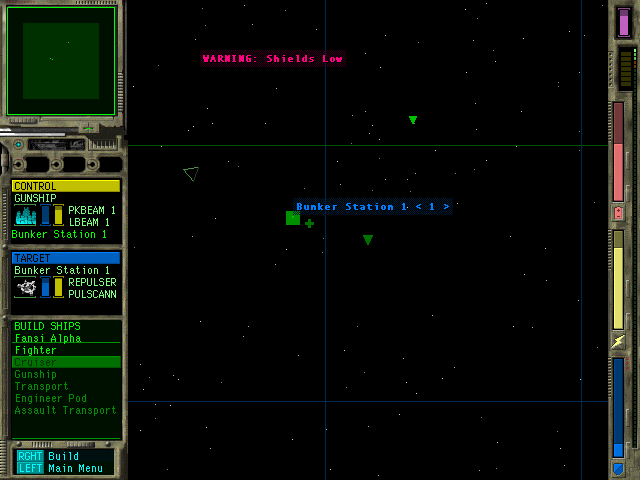 WARNING: Shields Low
Bunker Station 1 < 1 >
CONTROL
GUNSHIP
PKBEAM 1
LBEAM 1
Bunker Station 1
TARGET
Bunker Station 1
REPULSER
PULSCANN
BUILD SHIPS
Fansi Alpha
Fighter
Cruiser
Gunship
Transport
Engineer Pod
Assault Transport
RGHT Build
LEFT Main Menu